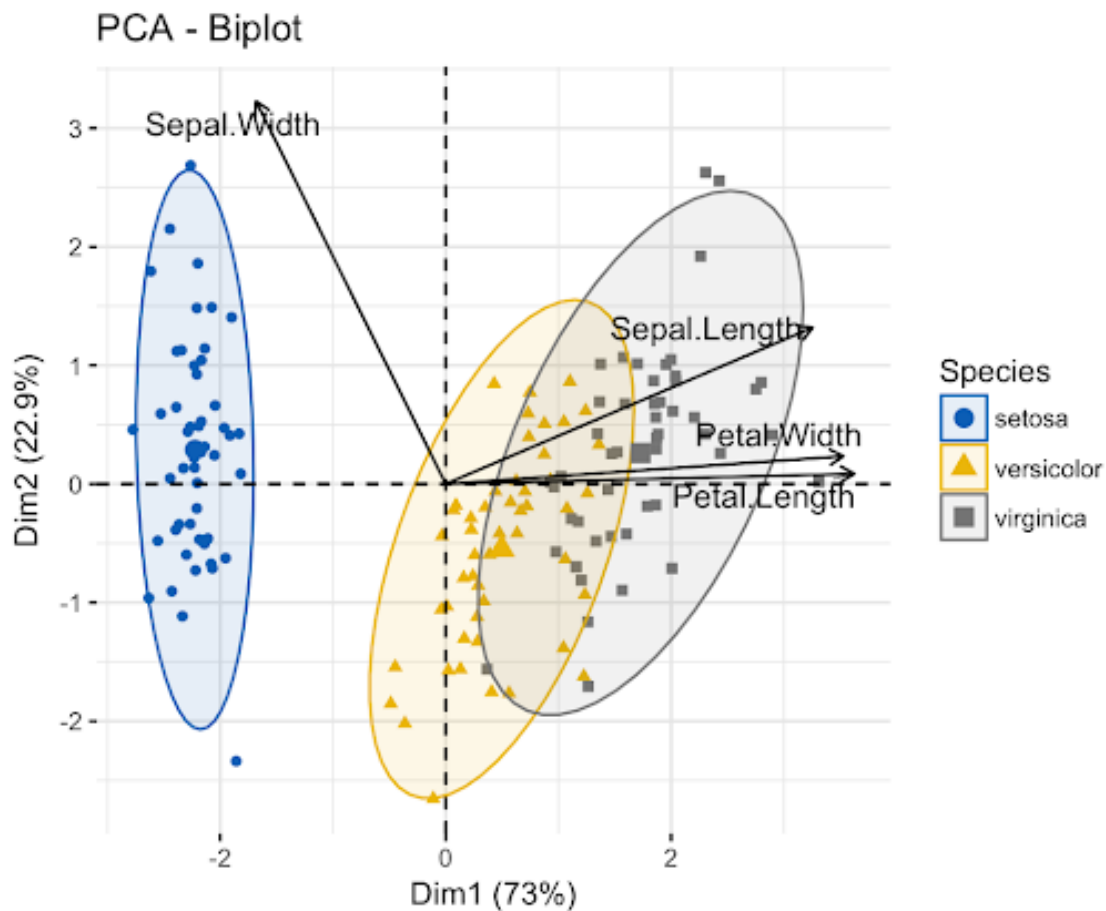 PCA - Biplot
Sepal.Width
3
2
Sepal.Length
1
Petal.Width
0
Petal.Length
-1
-2
Dim2 (22.9%)
-2
0
2
Dim1 (73%)
Species
setosa
versicolor
virginica